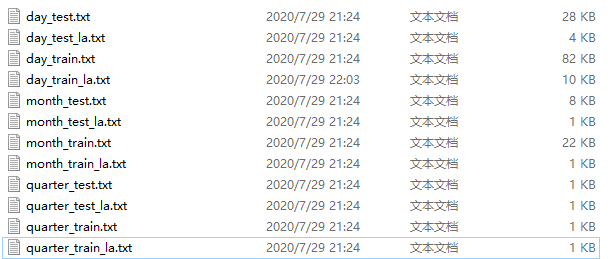 day_test.txt 2020/7/29 21:24 文本文档 28 KB
day_test_la.txt 2020/7/29 21:24 文本文档 4 KB
day_train.txt 2020/7/29 21:24 文本文档 82 KB
day_train_la.txt 2020/7/29 22:03 文本文档 10 KB
month_test.txt 2020/7/29 21:24 文本文档 8 KB
month_test_la.txt 2020/7/29 21:24 文本文档 1 KB
month_train.txt 2020/7/29 21:24 文本文档 22 KB
month_train_la.txt 2020/7/29 21:24 文本文档 1 KB
quarter_test.txt 2020/7/29 21:24 文本文档 1 KB
quarter_test_la.txt 2020/7/29 21:24 文本文档 1 KB
quarter_train.txt 2020/7/29 21:24 文本文档 1 KB
quarter_train_la.txt 2020/7/29 21:24 文本文档 1 KB